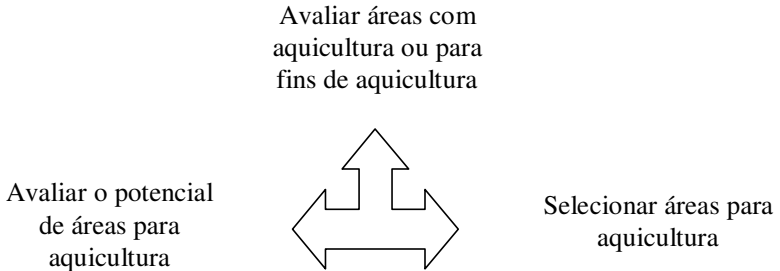 Avaliar áreas com
aquicultura ou para
fins de aquicultura
Avaliar o potencial
de áreas para
aquicultura
Selecionar áreas para
aquicultura